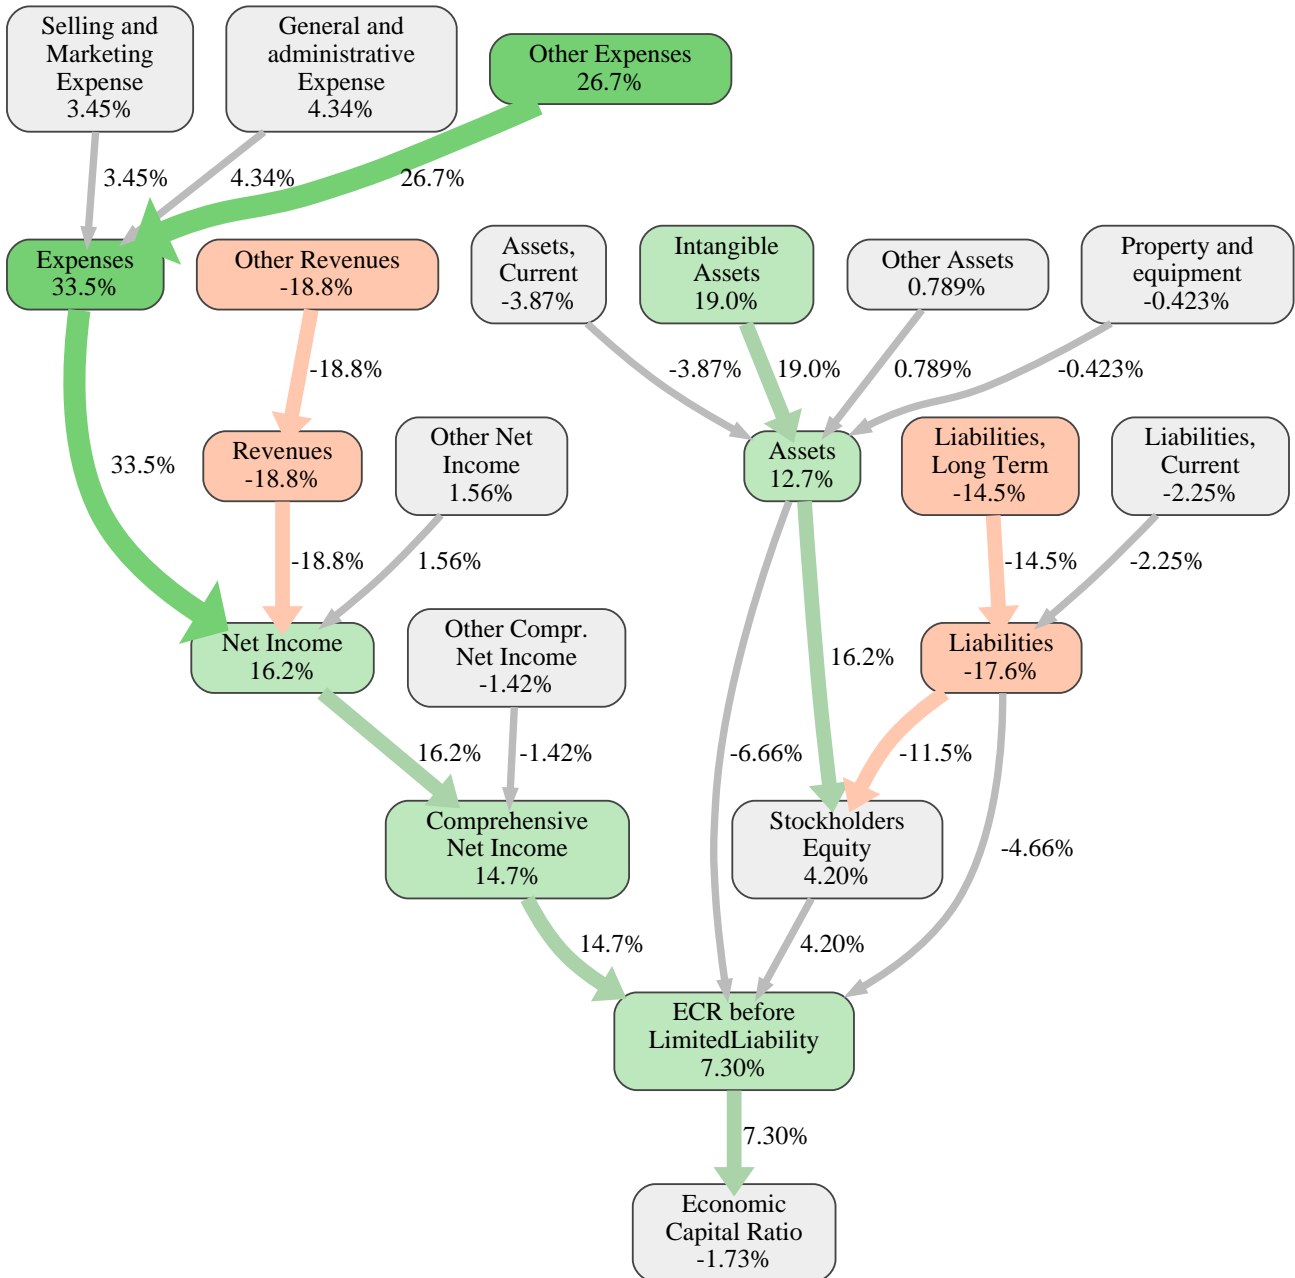 Selling and
Marketing
Expense
3.45%
General and
administrative
Expense
4.34%
Other Expenses
26.7%
3.45%
4.34%
26.7%
Expenses
33.5%
Other Revenues
-18.8%
Assets,
Current
-3.87%
Intangible
Assets
19.0%
Other Assets
0.789%
Property and
equipment
-0.423%
-18.8%
-3.87%
19.0%
0.789%
-0.423%
33.5%
Revenues
-18.8%
Other Net
Income
1.56%
Assets
12.7%
Liabilities,
Long Term
-14.5%
Liabilities,
Current
-2.25%
-18.8%
1.56%
-14.5%
-2.25%
Net Income
16.2%
Other Compr.
Net Income
-1.42%
16.2%
Liabilities
-17.6%
16.2%
-1.42%
-6.66%
-11.5%
Comprehensive
Net Income
14.7%
Stockholders
Equity
4.20%
-4.66%
14.7%
4.20%
ECR before
LimitedLiability
7.30%
7.30%
Economic
Capital Ratio
-1.73%